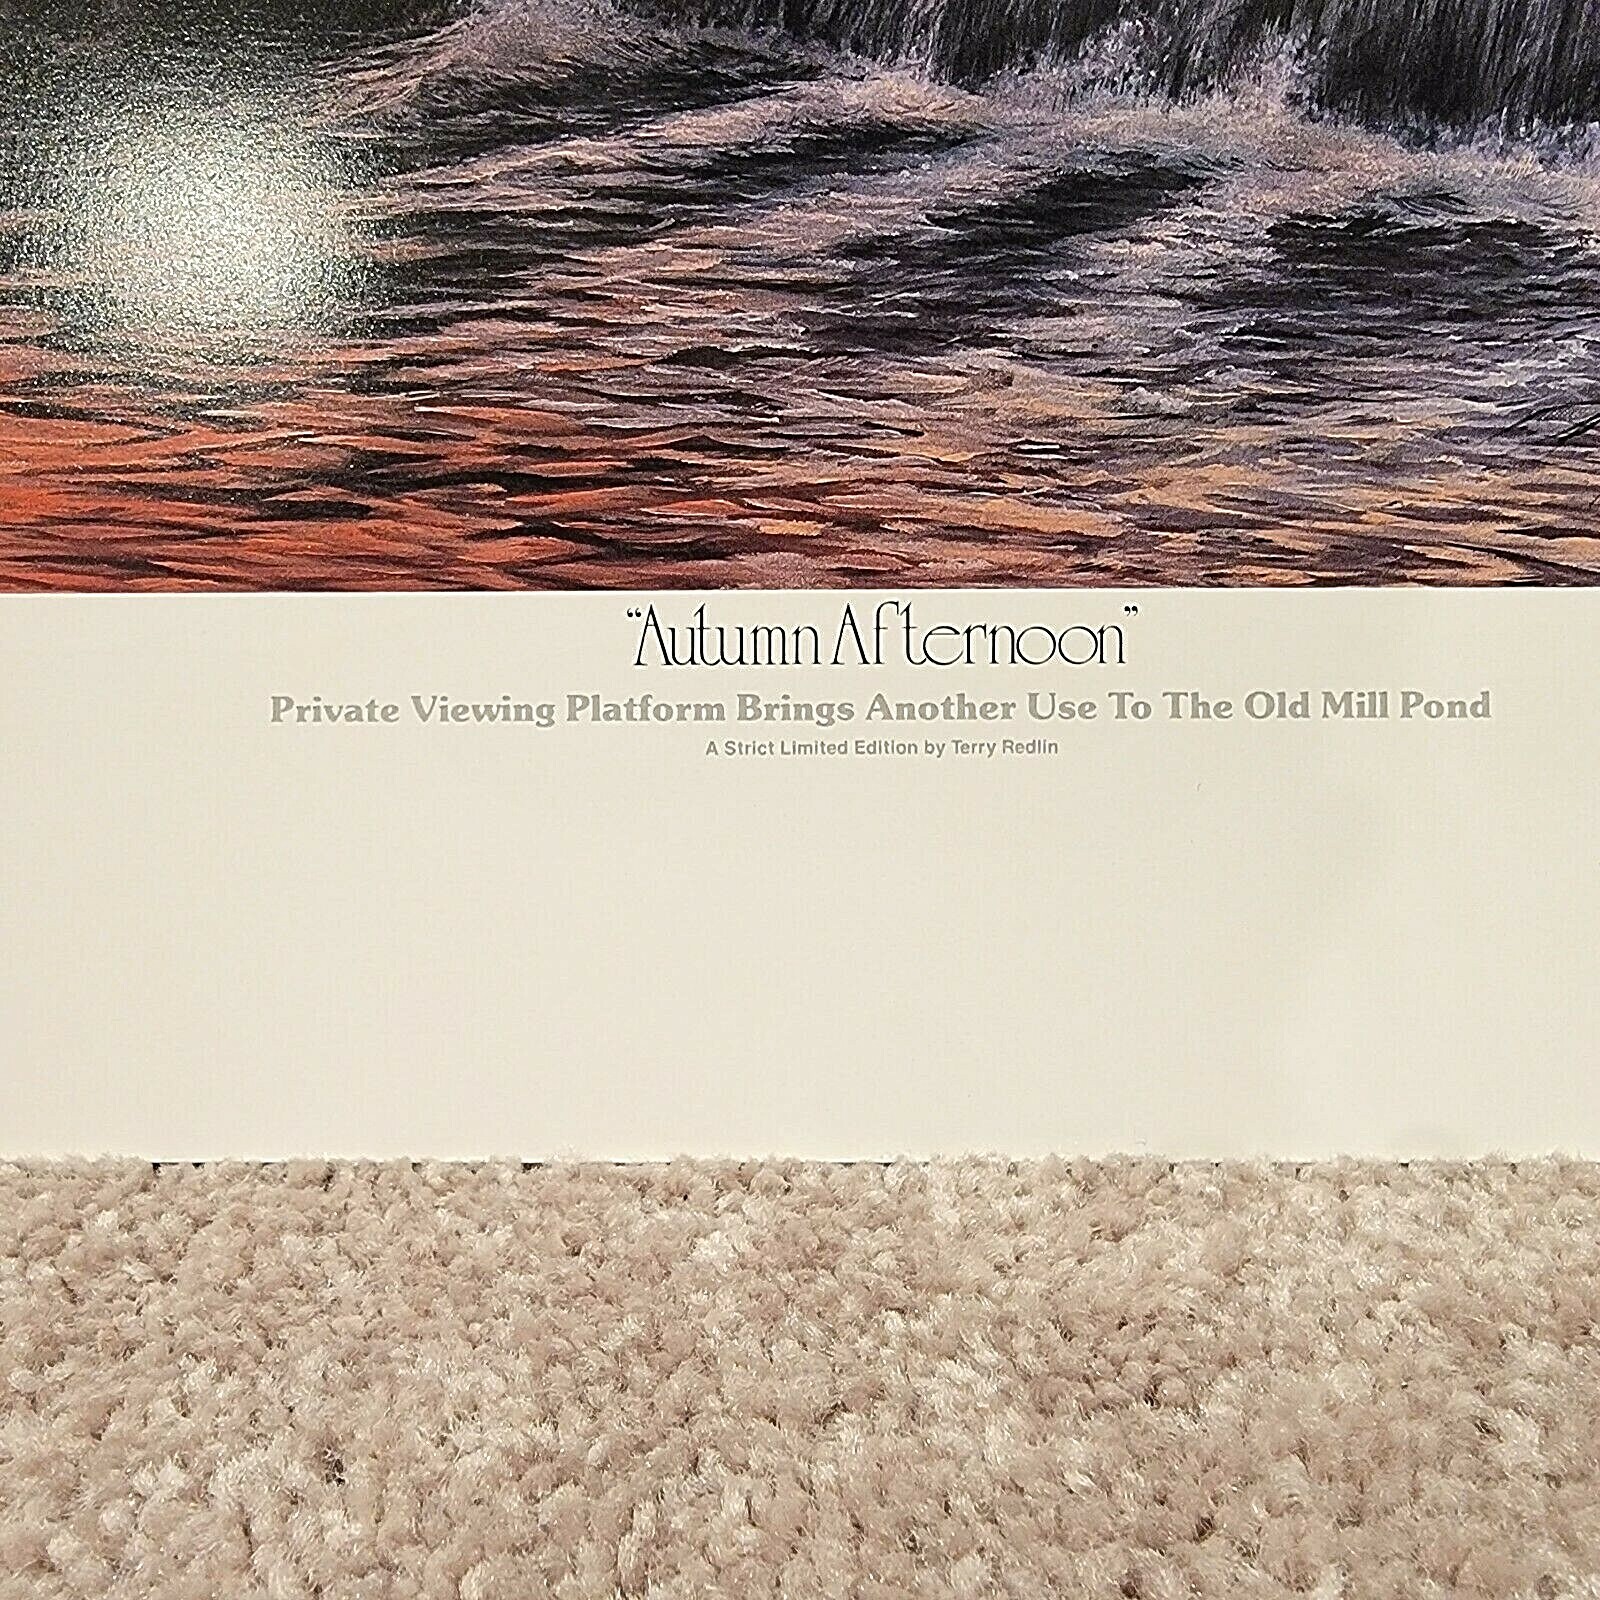 “Autumn Afternoon”
Private Viewing Platform Brings Another Use To The Old Mill Pond
A Strict Limited Edition by Terry Redlin